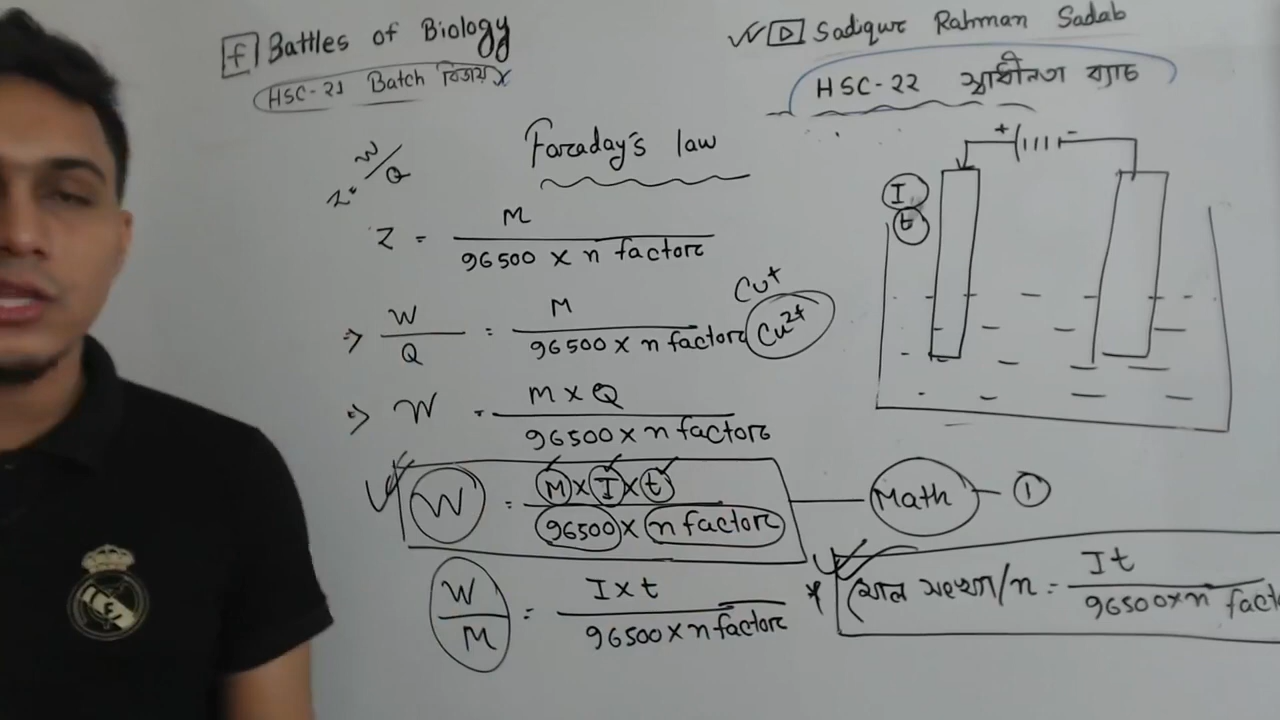 f Battles of Biology
HSC-21 Batch বিজয়
Sadiqur Rahman Sadab
HSC-22 স্বাধীনতা ব্যাচ
Faraday's law
Z = W/Q
Z = M / 96500 × n factor
⇒ W/Q = M / 96500 × n factor
Cu+
Cu2+
⇒ W = M × Q / 96500 × n factor
W = M × I × t / 96500 × n factor
Math - ①
W/M = I × t / 96500 × n factor
* মোল সংখ্যা/n = It / 96500×n fact
+ -
I
t